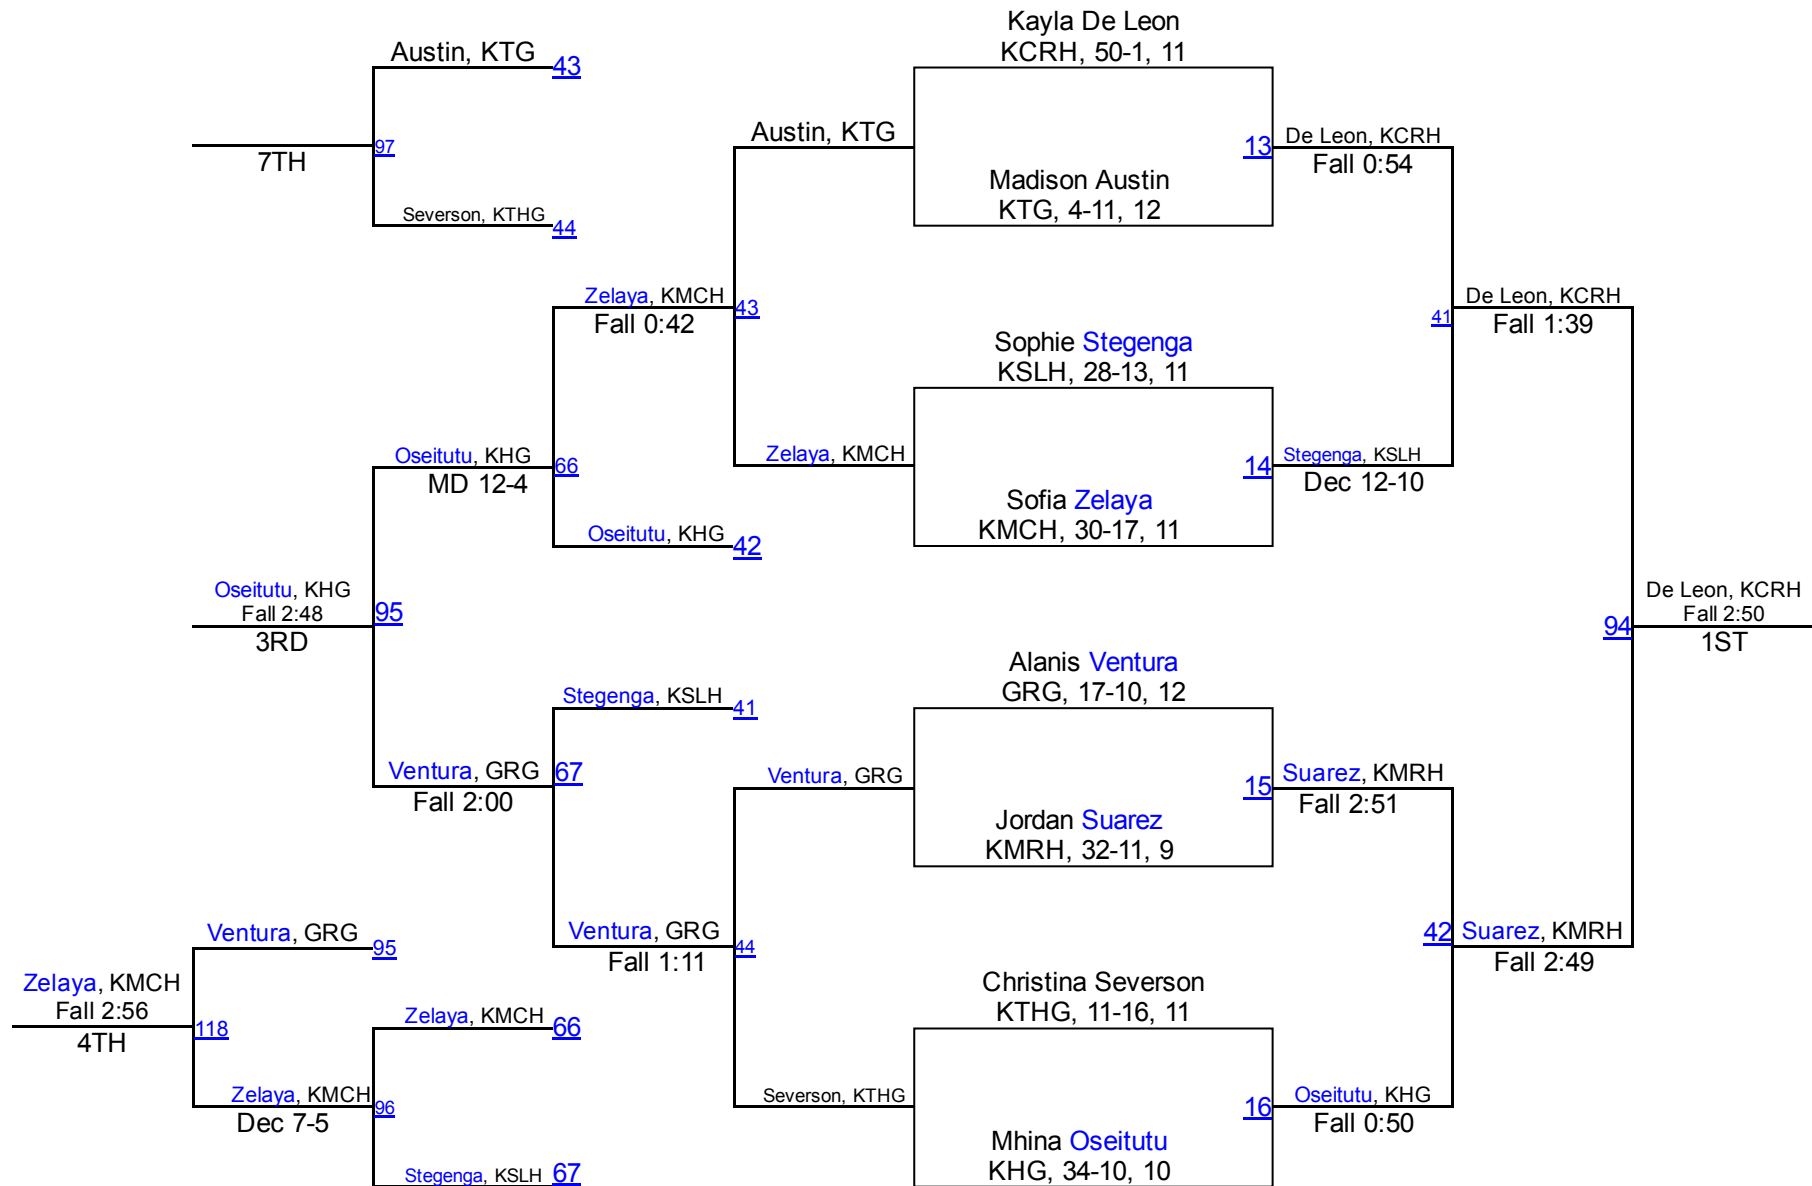 Kayla De Leon
KCRH, 50-1, 11
Austin, KTG
43
Austin, KTG
13
De Leon, KCRH
Fall 0:54
97
7TH
Madison Austin
KTG, 4-11, 12
Severson, KTHG
44
Zelaya, KMCH
Fall 0:42
43
De Leon, KCRH
Fall 1:39
41
Sophie Stegenga
KSLH, 28-13, 11
Oseitutu, KHG
MD 12-4
66
Zelaya, KMCH
14
Stegenga, KSLH
Dec 12-10
Sofia Zelaya
KMCH, 30-17, 11
Oseitutu, KHG
42
Oseitutu, KHG
Fall 2:48
3RD
95
94
De Leon, KCRH
Fall 2:50
1ST
Alanis Ventura
GRG, 17-10, 12
Stegenga, KSLH
41
Ventura, GRG
Fall 2:00
67
Ventura, GRG
15
Suarez, KMRH
Fall 2:51
Jordan Suarez
KMRH, 32-11, 9
Ventura, GRG
95
Ventura, GRG
Fall 1:11
44
42
Suarez, KMRH
Fall 2:49
Zelaya, KMCH
Fall 2:56
4TH
118
Christina Severson
KTHG, 11-16, 11
Zelaya, KMCH
66
Zelaya, KMCH
Dec 7-5
96
Severson, KTHG
16
Oseitutu, KHG
Fall 0:50
Mhina Oseitutu
KHG, 34-10, 10
Stegenga, KSLH
67